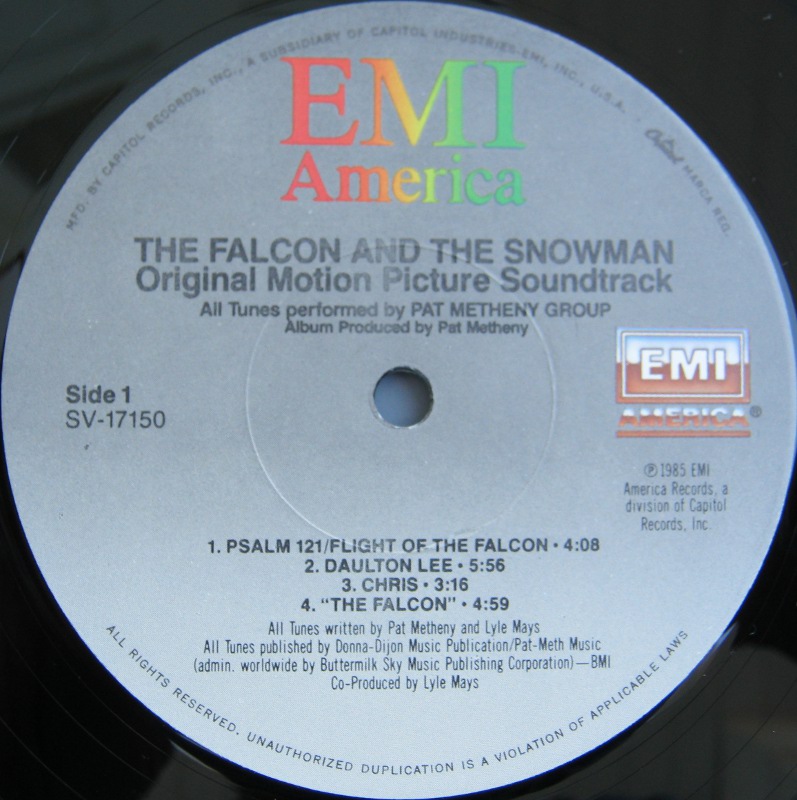 MFD. BY CAPITOL RECORDS, INC., A SUBSIDIARY OF CAPITOL INDUSTRIES-EMI, INC., U.S.A. · Capitol MARCA REG.
EMI
America
THE FALCON AND THE SNOWMAN
Original Motion Picture Soundtrack
All Tunes performed by PAT METHENY GROUP
Album Produced by Pat Metheny
EMI
AMERICA®
Side 1
SV-17150
Ⓟ1985 EMI
America Records, a
division of Capitol
Records, Inc.
1. PSALM 121/FLIGHT OF THE FALCON · 4:08
2. DAULTON LEE · 5:56
3. CHRIS · 3:16
4. “THE FALCON” · 4:59
All Tunes written by Pat Metheny and Lyle Mays
All Tunes published by Donna-Dijon Music Publication/Pat-Meth Music
(admin. worldwide by Buttermilk Sky Music Publishing Corporation)—BMI
Co-Produced by Lyle Mays
ALL RIGHTS RESERVED. UNAUTHORIZED DUPLICATION IS A VIOLATION OF APPLICABLE LAWS